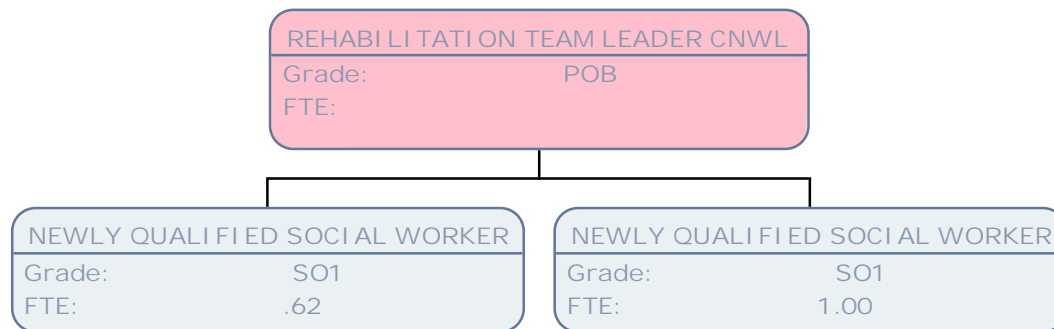 REHABILITATION TEAM LEADER CNWL
Grade: POB
FTE:
NEWLY QUALIFIED SOCIAL WORKER
Grade: SO1
FTE: .62
NEWLY QUALIFIED SOCIAL WORKER
Grade: SO1
FTE: 1.00